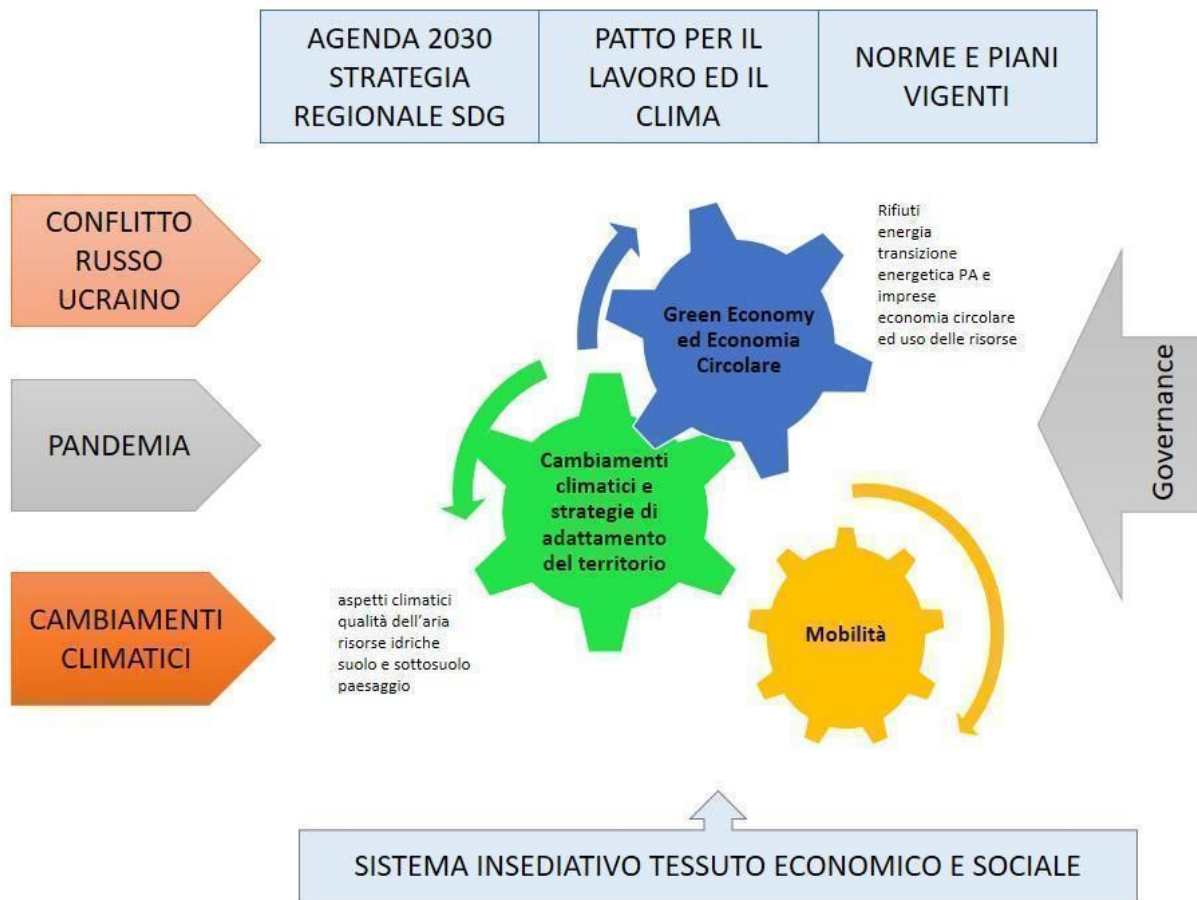 AGENDA 2030
STRATEGIA
REGIONALE SDG
PATTO PER IL
LAVORO ED IL
CLIMA
NORME E PIANI
VIGENTI
CONFLITTO
RUSSO
UCRAINO
PANDEMIA
CAMBIAMENTI
CLIMATICI
Green Economy
ed Economia
Circolare
Rifiuti
energia
transizione
energetica PA e
imprese
economia circolare
ed uso delle risorse
Cambiamenti
climatici e
strategie di
adattamento
del territorio
aspetti climatici
qualità dell'aria
risorse idriche
suolo e sottosuolo
paesaggio
Mobilità
Governance
SISTEMA INSEDIATIVO TESSUTO ECONOMICO E SOCIALE